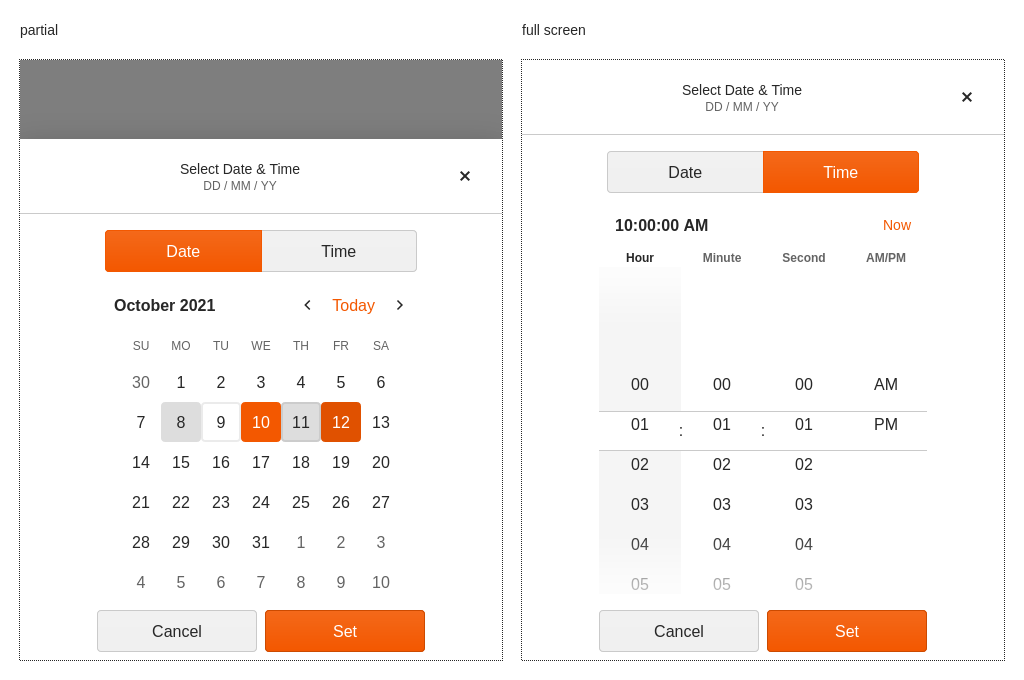 partial
Select Date & Time
DD / MM / YY
Date Time
October 2021 Today
SU MO TU WE TH FR SA
30 1 2 3 4 5 6
7 8 9 10 11 12 13
14 15 16 17 18 19 20
21 22 23 24 25 26 27
28 29 30 31 1 2 3
4 5 6 7 8 9 10
Cancel Set
full screen
Select Date & Time
DD / MM / YY
Date Time
10:00:00 AM Now
Hour Minute Second AM/PM
00 00 00 AM
01 : 01 : 01 PM
02 02 02
03 03 03
04 04 04
05 05 05
Cancel Set